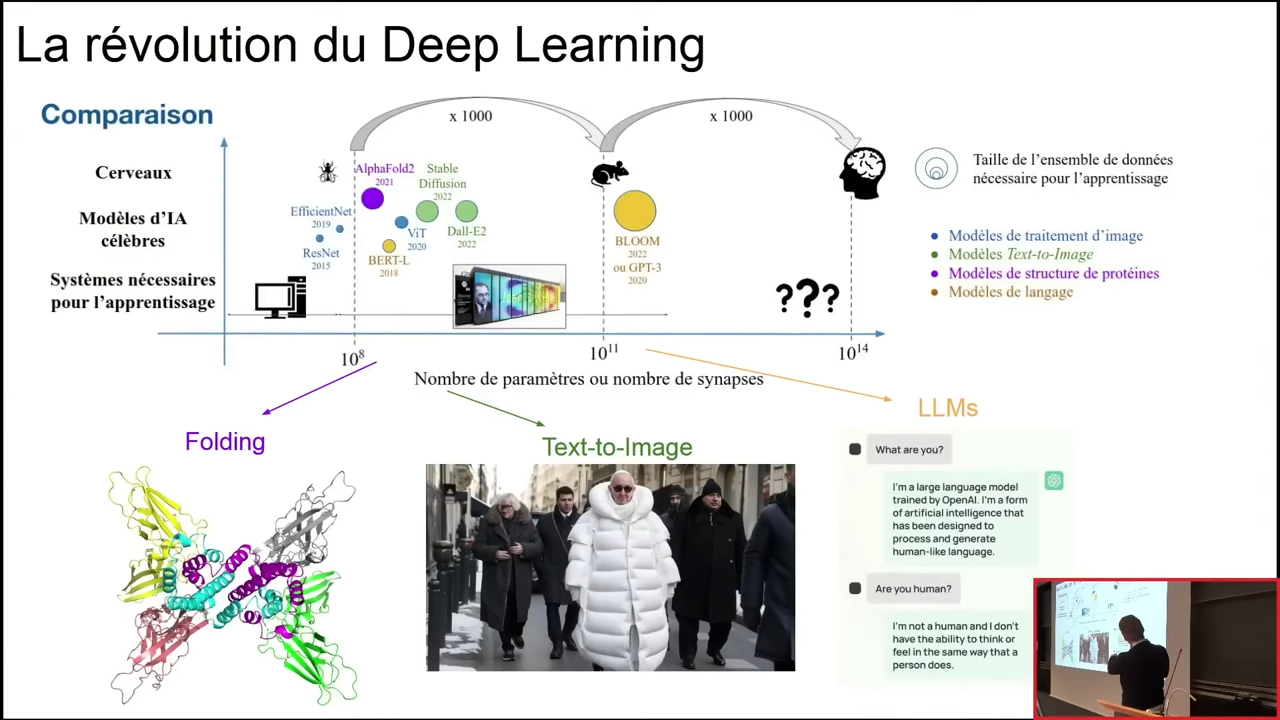 La révolution du Deep Learning
Comparaison
x 1000
x 1000
Cerveaux
Modèles d'IA
célèbres
Systèmes nécessaires
pour l'apprentissage
AlphaFold2
2021
Stable
Diffusion
2022
EfficientNet
2019
ResNet
2015
ViT
2020
BERT-L
2018
Dall-E2
2022
BLOOM
2022
ou GPT-3
2020
???
Taille de l'ensemble de données
nécessaire pour l'apprentissage
Modèles de traitement d'image
Modèles Text-to-Image
Modèles de structure de protéines
Modèles de langage
10⁸
10¹¹
10¹⁴
Nombre de paramètres ou nombre de synapses
Folding
Text-to-Image
LLMs
What are you?
I'm a large language model
trained by OpenAI. I'm a form
of artificial intelligence that
has been designed to
process and generate
human-like language.
Are you human?
I'm not a human and I don't
have the ability to think or
feel in the same way that a
person does.